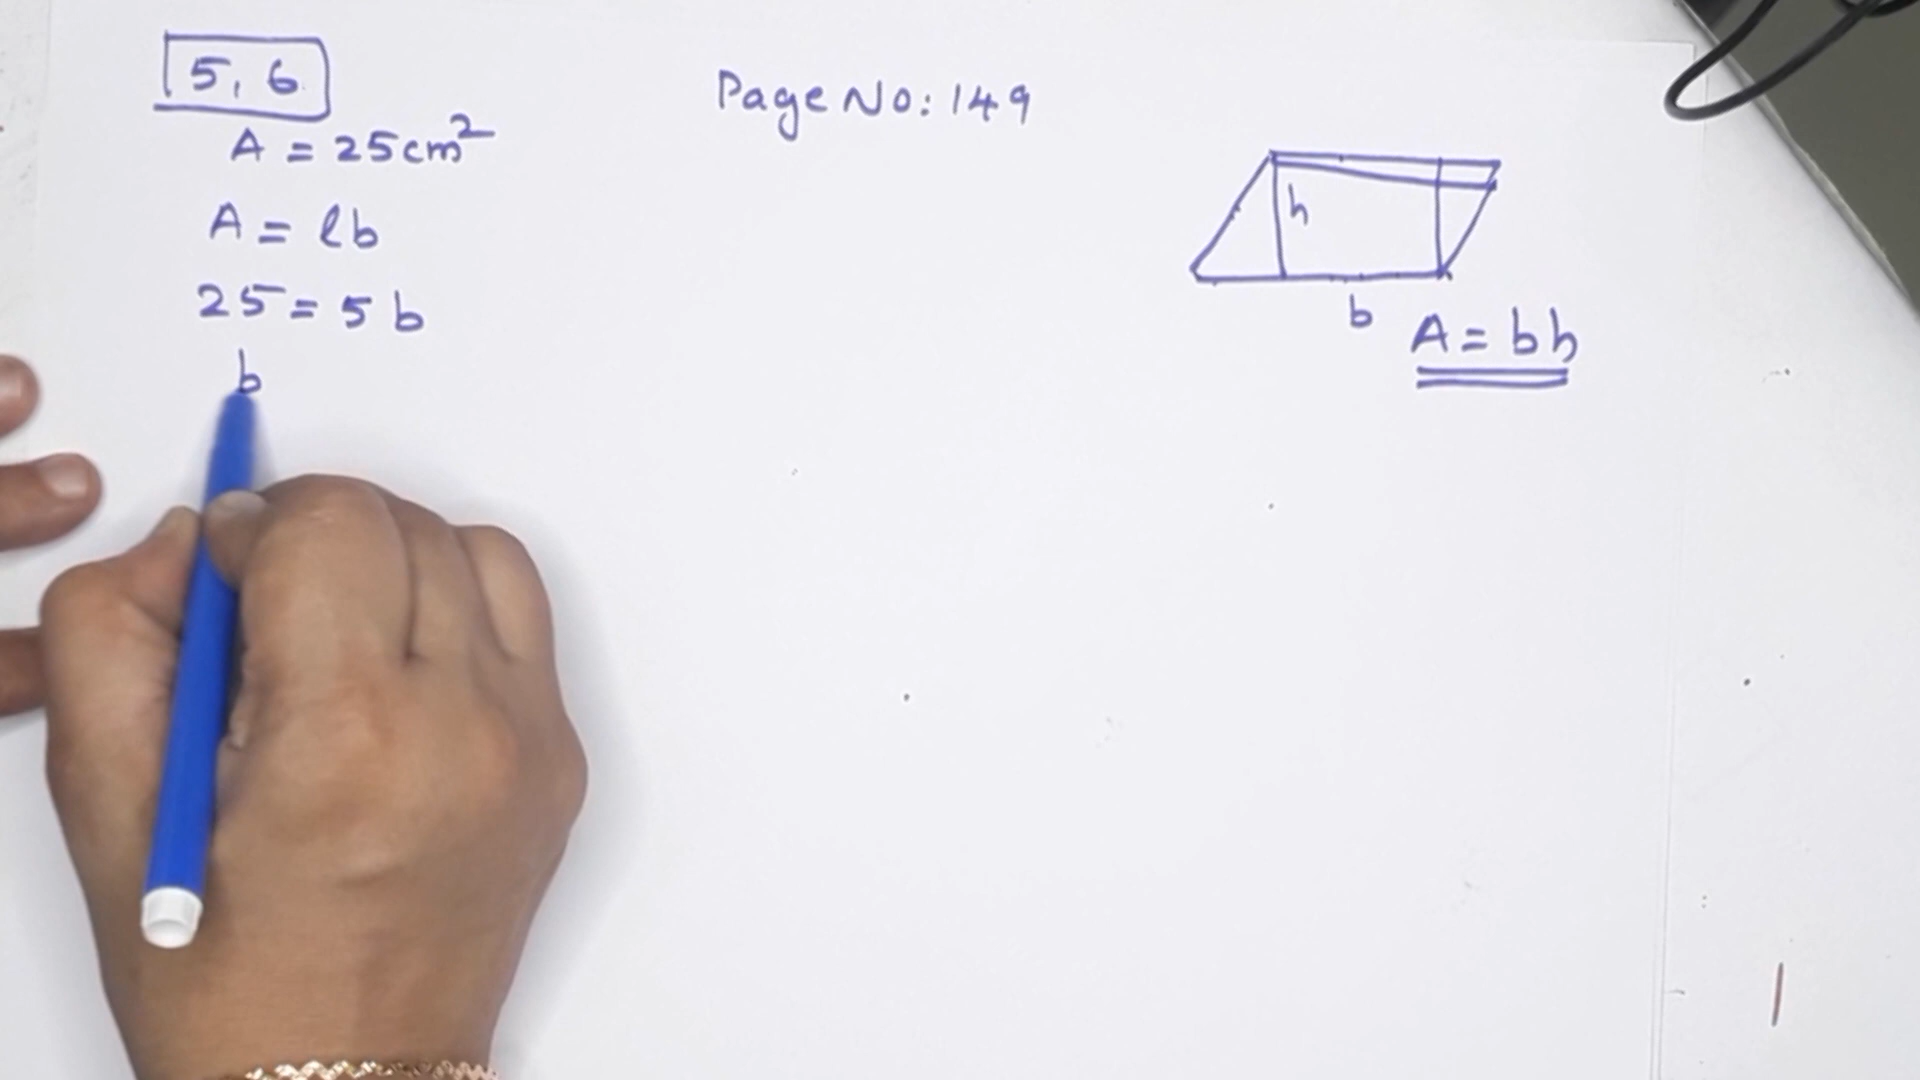 5, 6
Page No: 149
A = 25cm²
A = lb
25 = 5 b
b
h
b
A = bh